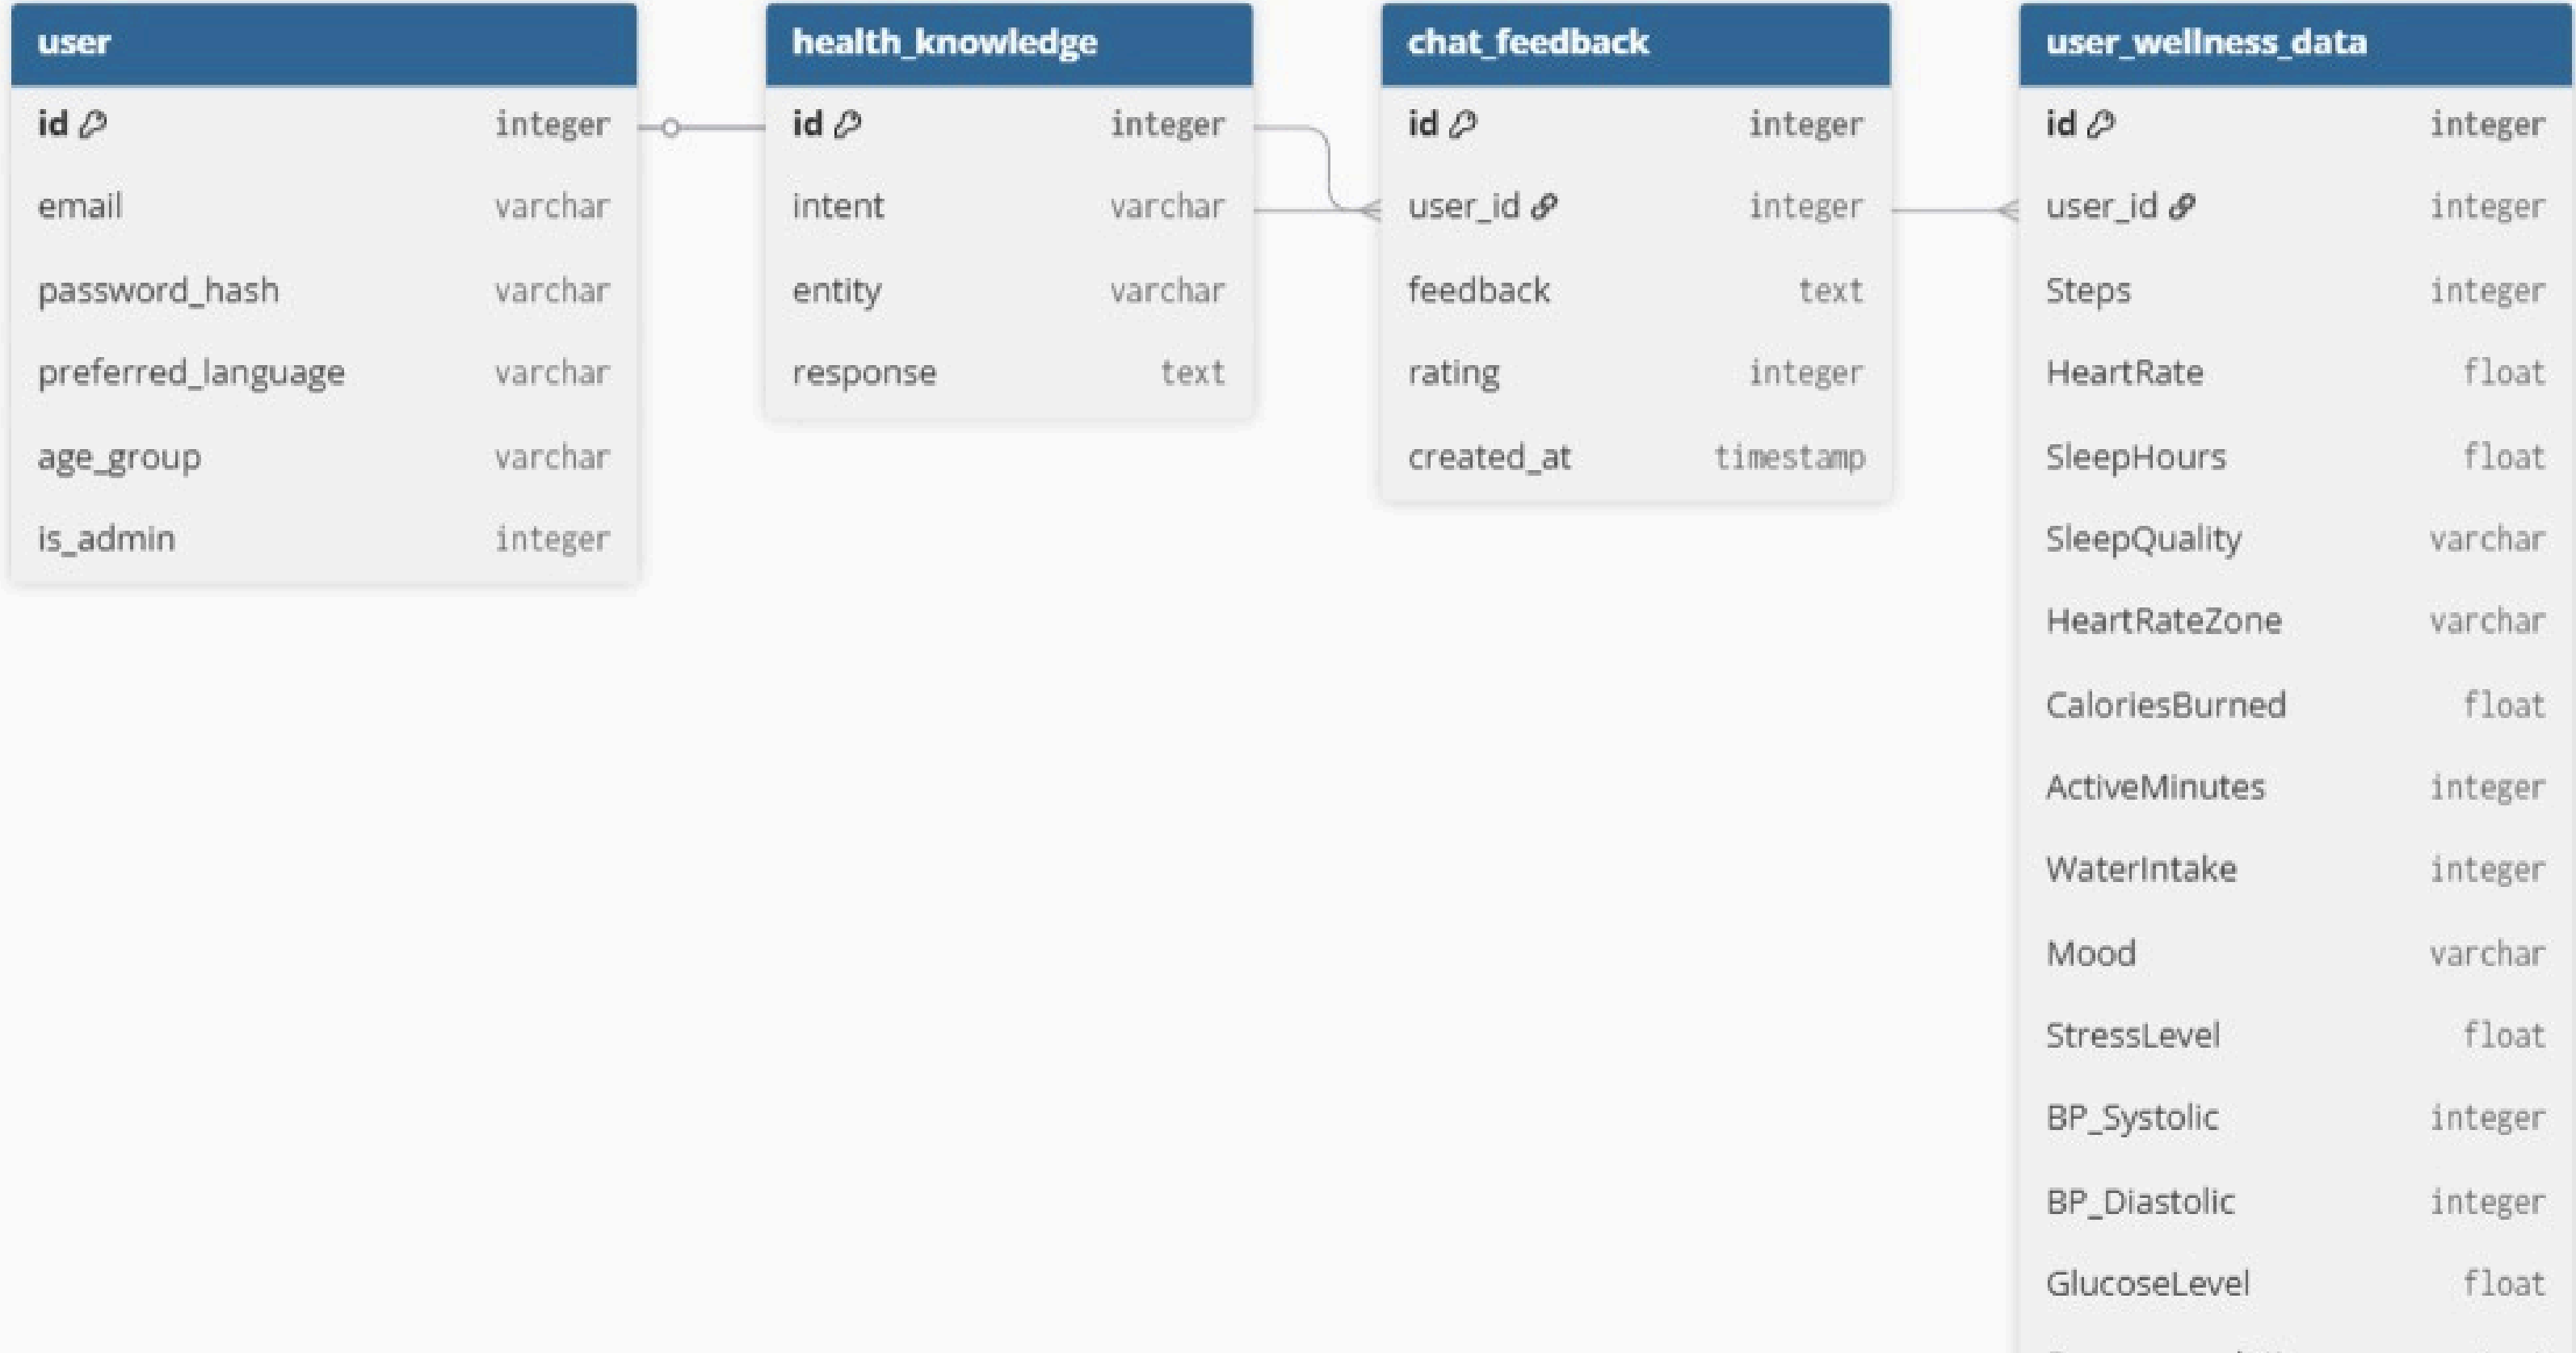 user
id integer
email varchar
password_hash varchar
preferred_language varchar
age_group varchar
is_admin integer
health_knowledge
id integer
intent varchar
entity varchar
response text
chat_feedback
id integer
user_id integer
feedback text
rating integer
created_at timestamp
user_wellness_data
id integer
user_id integer
Steps integer
HeartRate float
SleepHours float
SleepQuality varchar
HeartRateZone varchar
CaloriesBurned float
ActiveMinutes integer
WaterIntake integer
Mood varchar
StressLevel float
BP_Systolic integer
BP_Diastolic integer
GlucoseLevel float